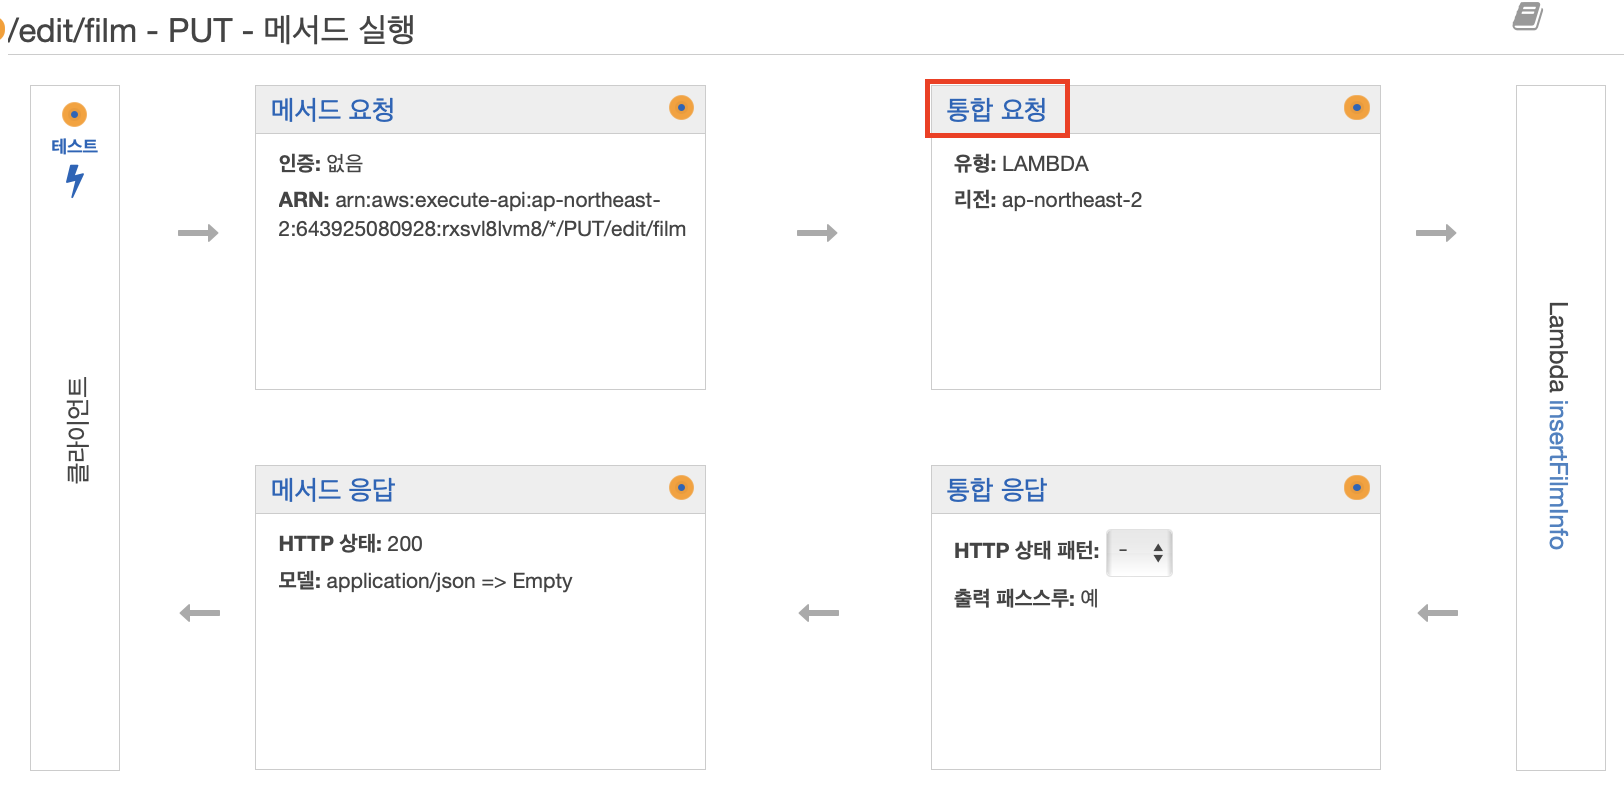 /edit/film - PUT - 메서드 실행
테스트
클라이언트
메서드 요청
인증: 없음
ARN: arn:aws:execute-api:ap-northeast-
2:643925080928:rxsvl8lvm8/*/PUT/edit/film
통합 요청
유형: LAMBDA
리전: ap-northeast-2
Lambda insertFilmInfo
메서드 응답
HTTP 상태: 200
모델: application/json => Empty
통합 응답
HTTP 상태 패턴: -
출력 패스스루: 예